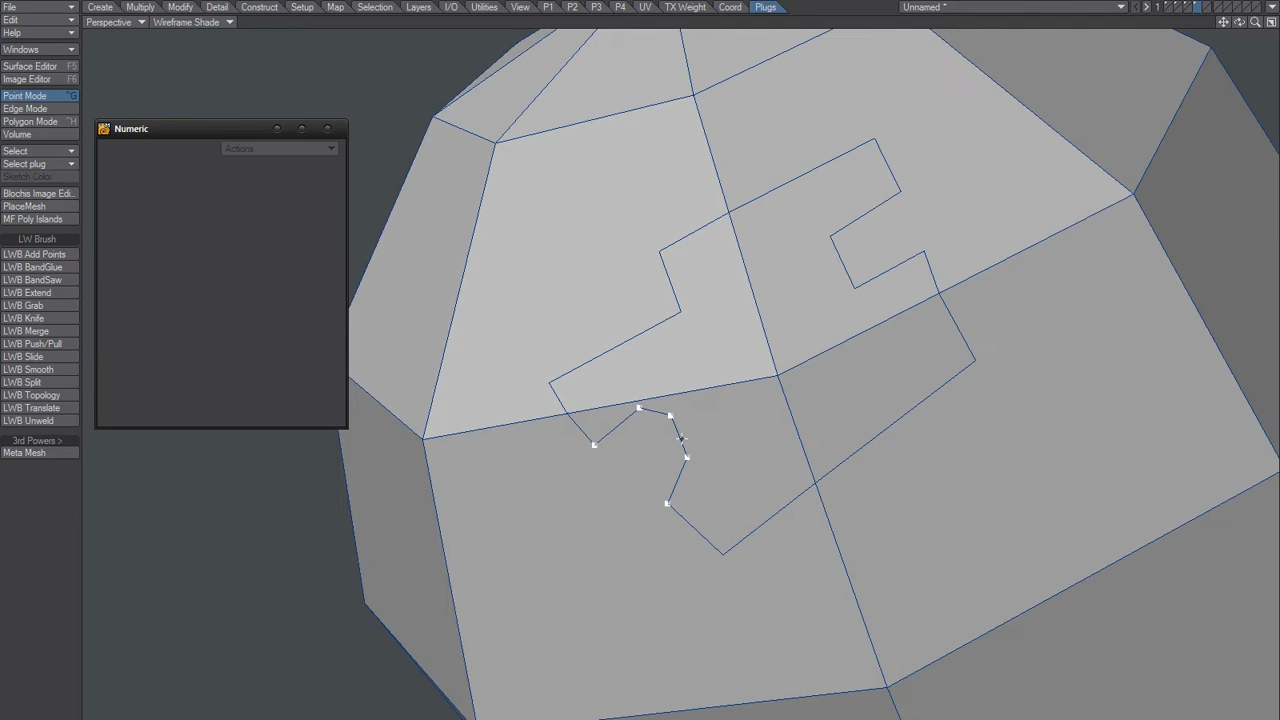 File Create Multiply Modify Detail Construct Setup Map Selection Layers I/O Utilities View P1 P2 P3 P4 UV TX Weight Coord Plugs Unnamed * 1
Edit Perspective Wireframe Shade
Help
Windows
Surface Editor F5
Image Editor F6
Point Mode ^G
Edge Mode
Polygon Mode ^H
Volume
Select
Select plug
Sketch Color
Blochis Image Edi..
PlaceMesh
MF Poly Islands
LW Brush
LWB Add Points
LWB BandGlue
LWB BandSaw
LWB Extend
LWB Grab
LWB Knife
LWB Merge
LWB Push/Pull
LWB Slide
LWB Smooth
LWB Split
LWB Topology
LWB Translate
LWB Unweld
3rd Powers >
Meta Mesh
Numeric
Actions